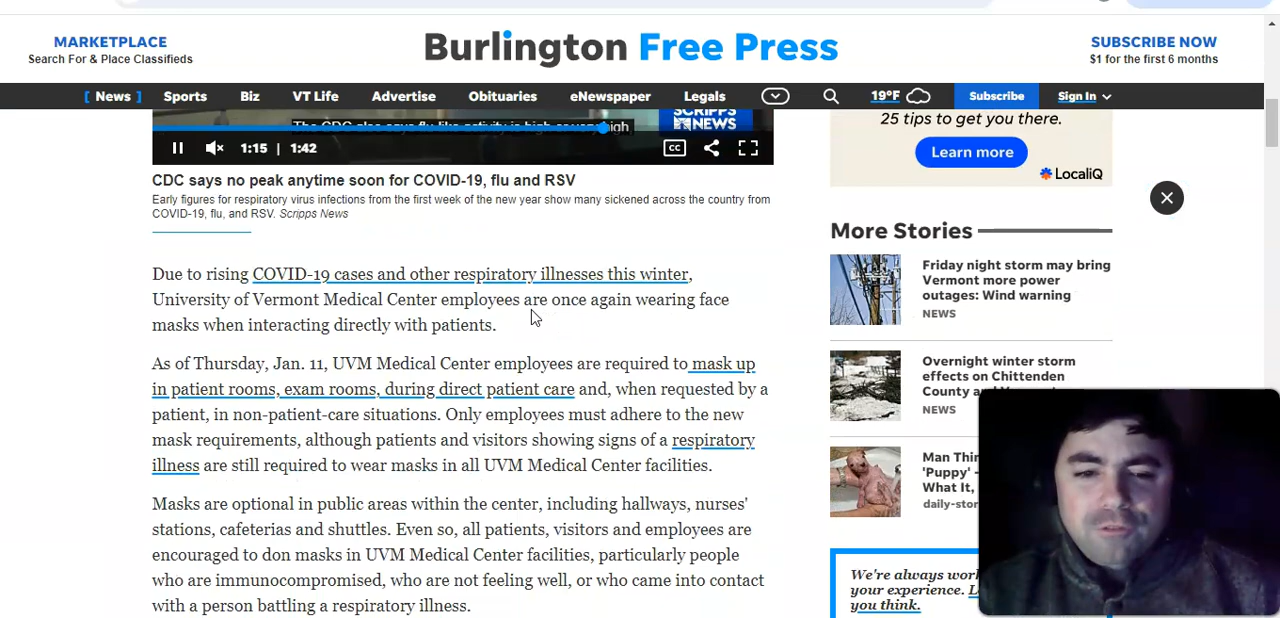 MARKETPLACE
Search For & Place Classifieds
Burlington Free Press
SUBSCRIBE NOW
$1 for the first 6 months
[ News ] Sports Biz VT Life Advertise Obituaries eNewspaper Legals 19°F Subscribe Sign In
SCRIPPS
NEWS
1:15 | 1:42
CC
CDC says no peak anytime soon for COVID-19, flu and RSV
Early figures for respiratory virus infections from the first week of the new year show many sickened across the country from
COVID-19, flu, and RSV. Scripps News
Due to rising COVID-19 cases and other respiratory illnesses this winter,
University of Vermont Medical Center employees are once again wearing face
masks when interacting directly with patients.
As of Thursday, Jan. 11, UVM Medical Center employees are required to mask up
in patient rooms, exam rooms, during direct patient care and, when requested by a
patient, in non-patient-care situations. Only employees must adhere to the new
mask requirements, although patients and visitors showing signs of a respiratory
illness are still required to wear masks in all UVM Medical Center facilities.
Masks are optional in public areas within the center, including hallways, nurses'
stations, cafeterias and shuttles. Even so, all patients, visitors and employees are
encouraged to don masks in UVM Medical Center facilities, particularly people
who are immunocompromised, who are not feeling well, or who came into contact
with a person battling a respiratory illness.
25 tips to get you there.
Learn more
LocaliQ
More Stories
Friday night storm may bring
Vermont more power
outages: Wind warning
NEWS
Overnight winter storm
effects on Chittenden
County
NEWS
Man
'Puppy' -
What It,
We're always
your experience.
you think.